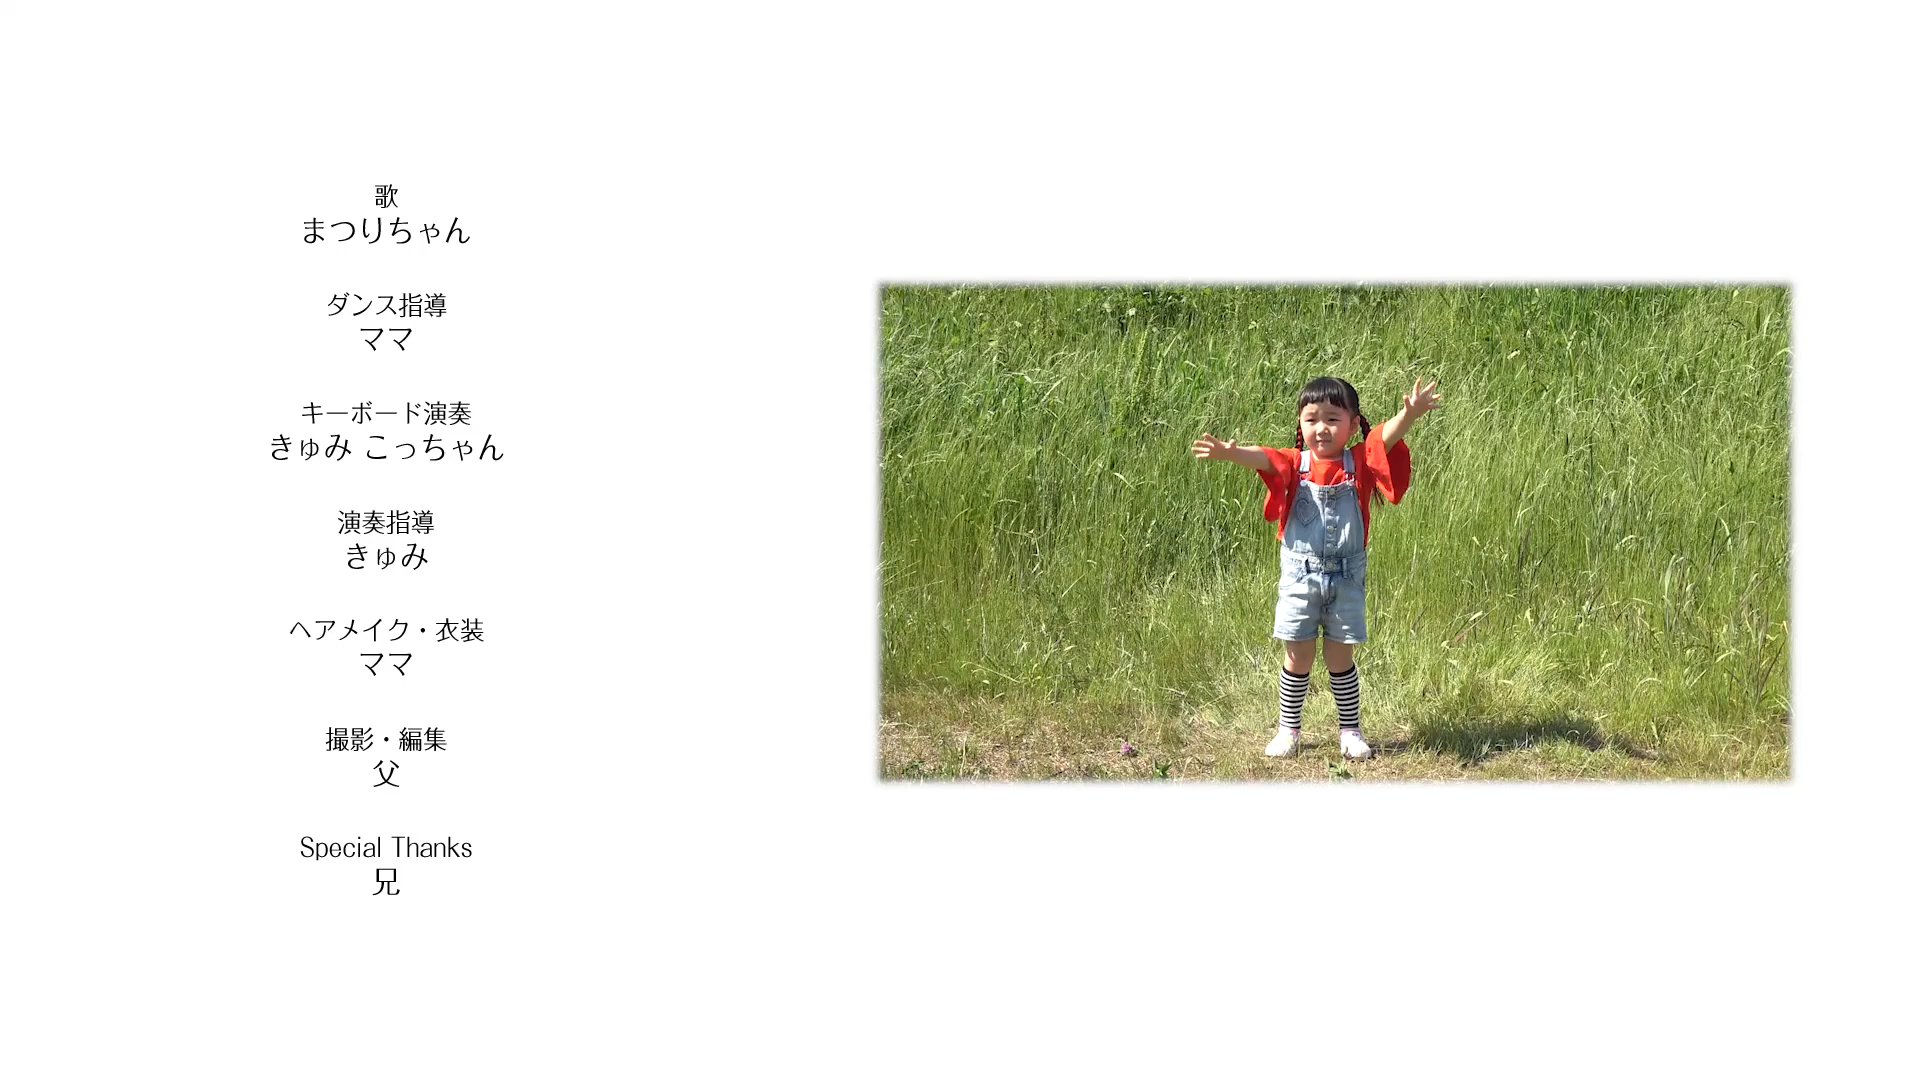 歌
まつりちゃん
ダンス指導
ママ
キーボード演奏
きゅみ こっちゃん
演奏指導
きゅみ
ヘアメイク・衣装
ママ
撮影・編集
父
Special Thanks
兄